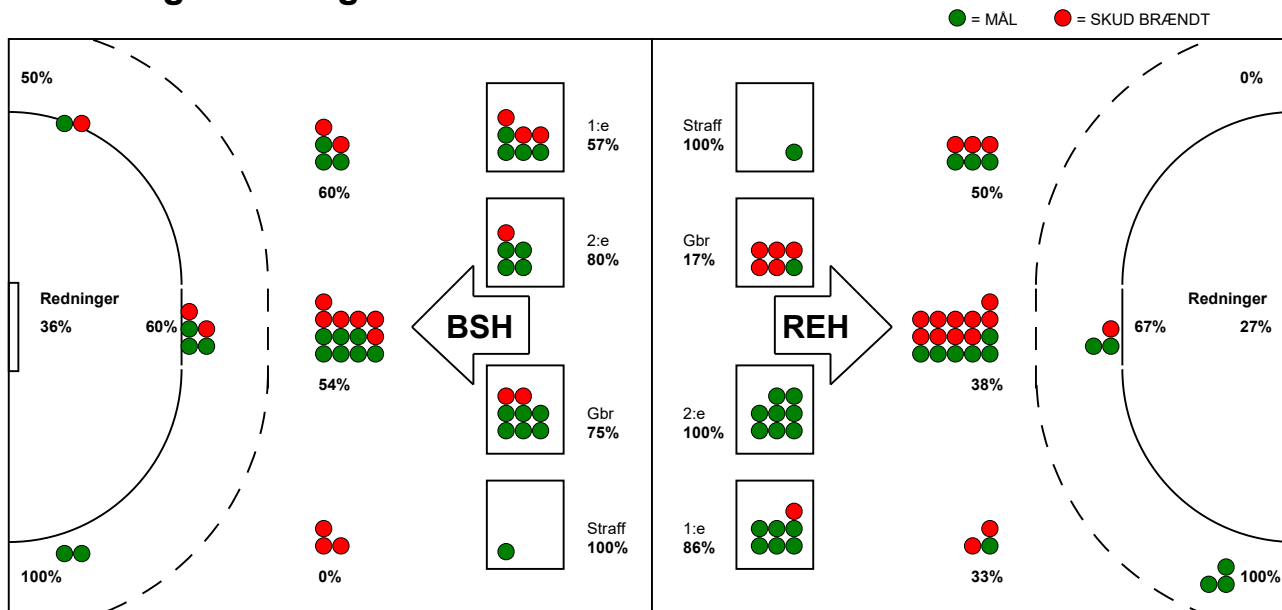 = MÅL
= SKUD BRÆNDT
50%
60%
1:e
57%
Straff
100%
50%
0%
2:e
80%
Gbr
17%
Redninger
36%
60%
54%
BSH
REH
38%
67%
Redninger
27%
Gbr
75%
2:e
100%
100%
0%
Straff
100%
1:e
86%
33%
100%